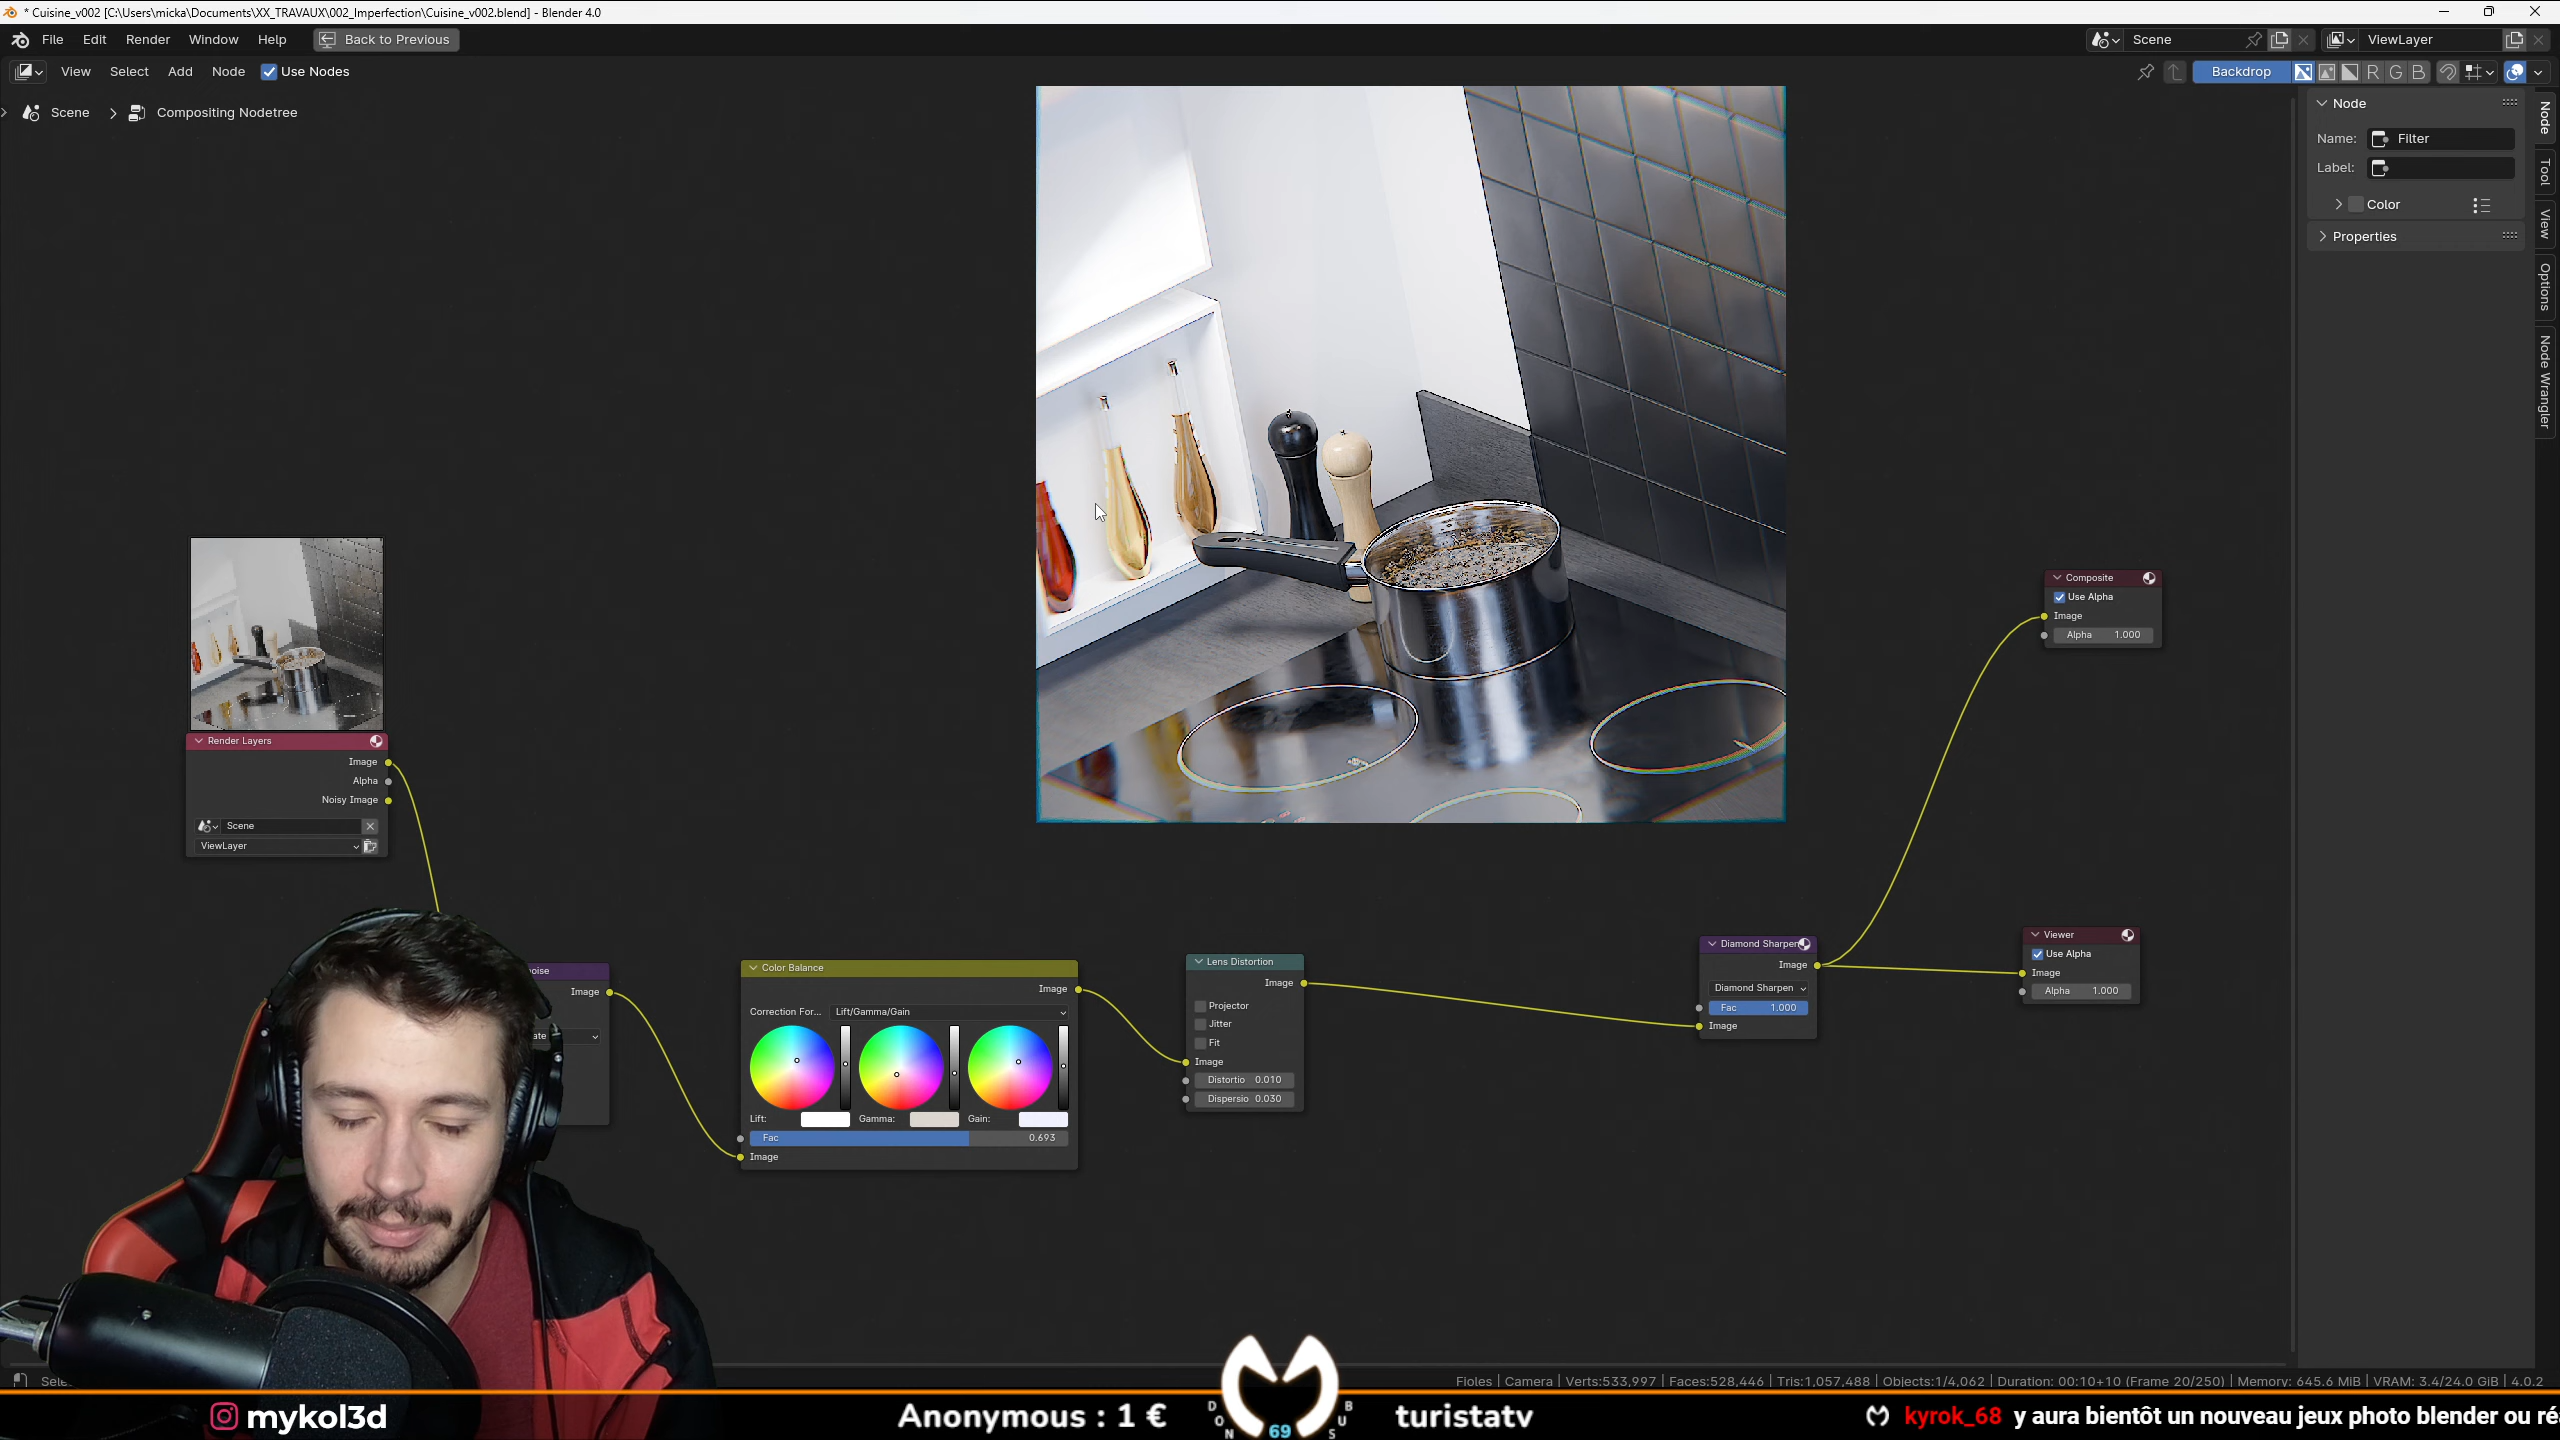 * Cuisine_v002 [C:\Users\micka\Documents\XX_TRAVAUX\002_Imperfection\Cuisine_v002.blend] - Blender 4.0
File Edit Render Window Help Back to Previous Scene ViewLayer
View Select Add Node Use Nodes Backdrop R G B
Scene > Compositing Nodetree
Node
Name: Filter
Label:
Color
Properties
Node
Tool
View
Options
Node Wrangler
Render Layers
Image
Alpha
Noisy Image
Scene
ViewLayer
oise
Image
ate
Color Balance
Image
Correction For... Lift/Gamma/Gain
Lift: Gamma: Gain:
Fac 0.693
Image
Lens Distortion
Image
Projector
Jitter
Fit
Image
Distortio 0.010
Dispersio 0.030
Diamond Sharpen
Image
Diamond Sharpen
Fac 1.000
Image
Composite
Use Alpha
Image
Alpha 1.000
Viewer
Use Alpha
Image
Alpha 1.000
Sele
Fioles | Camera | Verts:533,997 | Faces:528,446 | Tris:1,057,488 | Objects:1/4,062 | Duration: 00:10+10 (Frame 20/250) | Memory: 645.6 MiB | VRAM: 3.4/24.0 GiB | 4.0.2
mykol3d
Anonymous : 1 €
DON 69 BUS
turistatv
kyrok_68 y aura bientôt un nouveau jeux photo blender ou ré